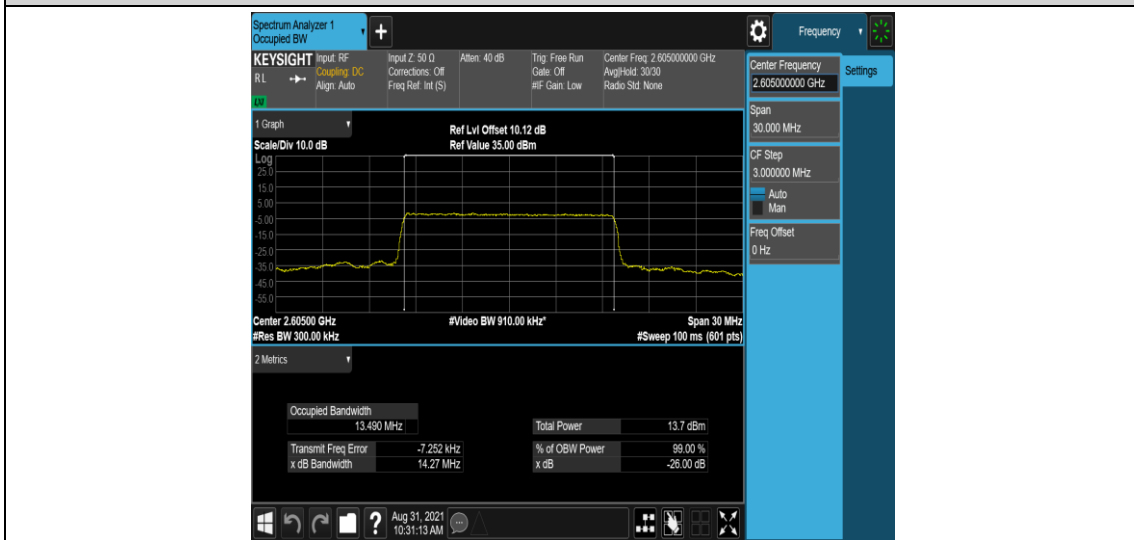 Spectrum Analyzer 1
Occupied BW
+
Frequency
KEYSIGHT
RL
LXI
Input: RF
Coupling: DC
Align: Auto
Input Z: 50 Ω
Corrections: Off
Freq Ref: Int (S)
Atten: 40 dB
Trig: Free Run
Gate: Off
#IF Gain: Low
Center Freq: 2.605000000 GHz
Avg|Hold: 30/30
Radio Std: None
1 Graph
Scale/Div 10.0 dB
Ref Lvl Offset 10.12 dB
Ref Value 35.00 dBm
Log
25.0
15.0
5.00
-5.00
-15.0
-25.0
-35.0
-45.0
-55.0
Center 2.60500 GHz
#Video BW 910.00 kHz*
Span 30 MHz
#Res BW 300.00 kHz
#Sweep 100 ms (601 pts)
2 Metrics
Occupied Bandwidth
13.490 MHz
Transmit Freq Error -7.252 kHz
x dB Bandwidth 14.27 MHz
Total Power 13.7 dBm
% of OBW Power 99.00 %
x dB -26.00 dB
Center Frequency
2.605000000 GHz
Settings
Span
30.000 MHz
CF Step
3.000000 MHz
Auto
Man
Freq Offset
0 Hz
?
Aug 31, 2021
10:31:13 AM